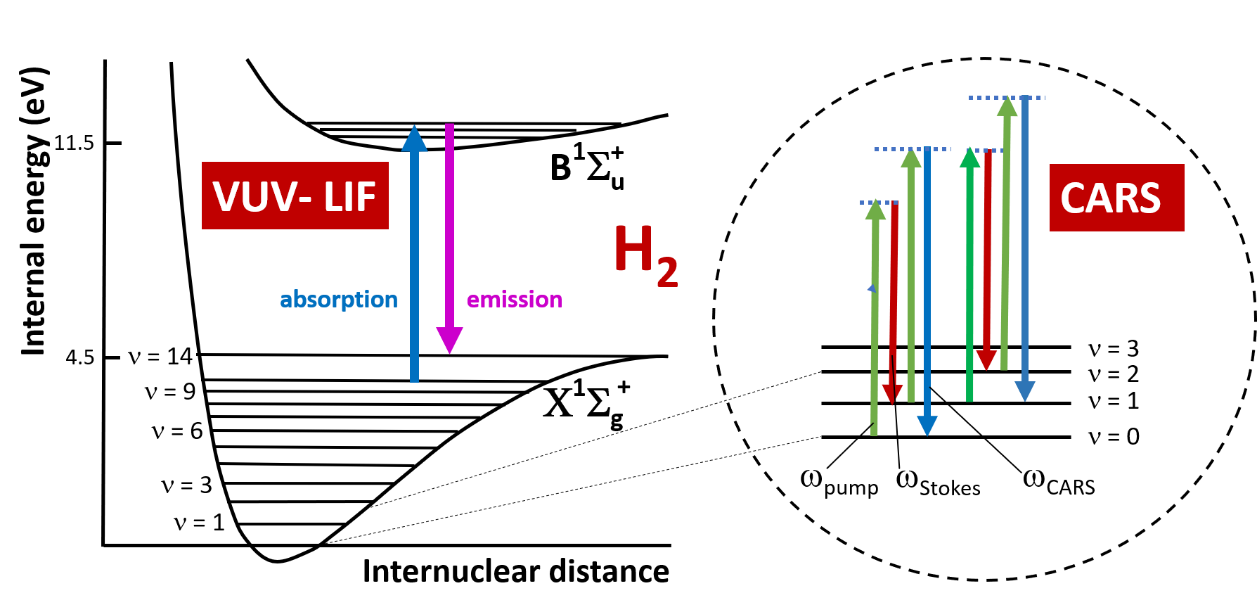 Internal energy (eV)
11.5
4.5
VUV- LIF
absorption
emission
B¹Σᵤ⁺
H₂
X¹Σg⁺
ν = 14
ν = 9
ν = 6
ν = 3
ν = 1
Internuclear distance
CARS
ν = 3
ν = 2
ν = 1
ν = 0
ωpump
ωStokes
ωCARS